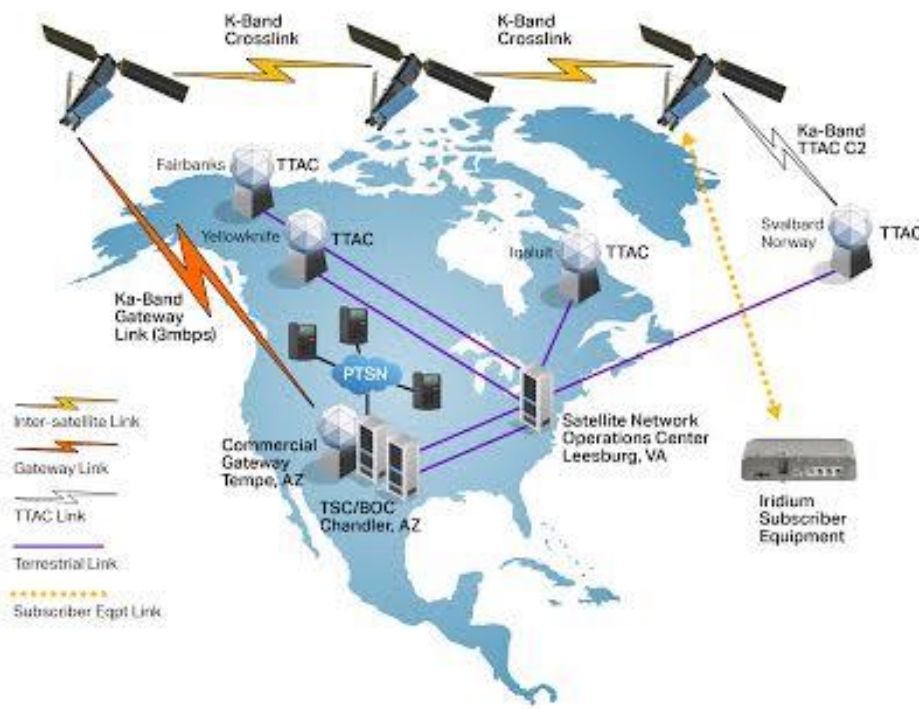 K-Band
Crosslink
K-Band
Crosslink
Ka-Band
TTAC C2
Fairbanks
TTAC
Yellowknife
TTAC
Iqaluit
TTAC
Svalbard
Norway
TTAC
Ka-Band
Gateway
Link (3mbps)
PTSN
Inter-satellite Link
Gateway Link
TTAC Link
Terrestrial Link
Subscriber Eqpt Link
Commercial
Gateway
Tempe, AZ
TSC/BOC
Chandler, AZ
Satellite Network
Operations Center
Leesburg, VA
Iridium
Subscriber
Equipment